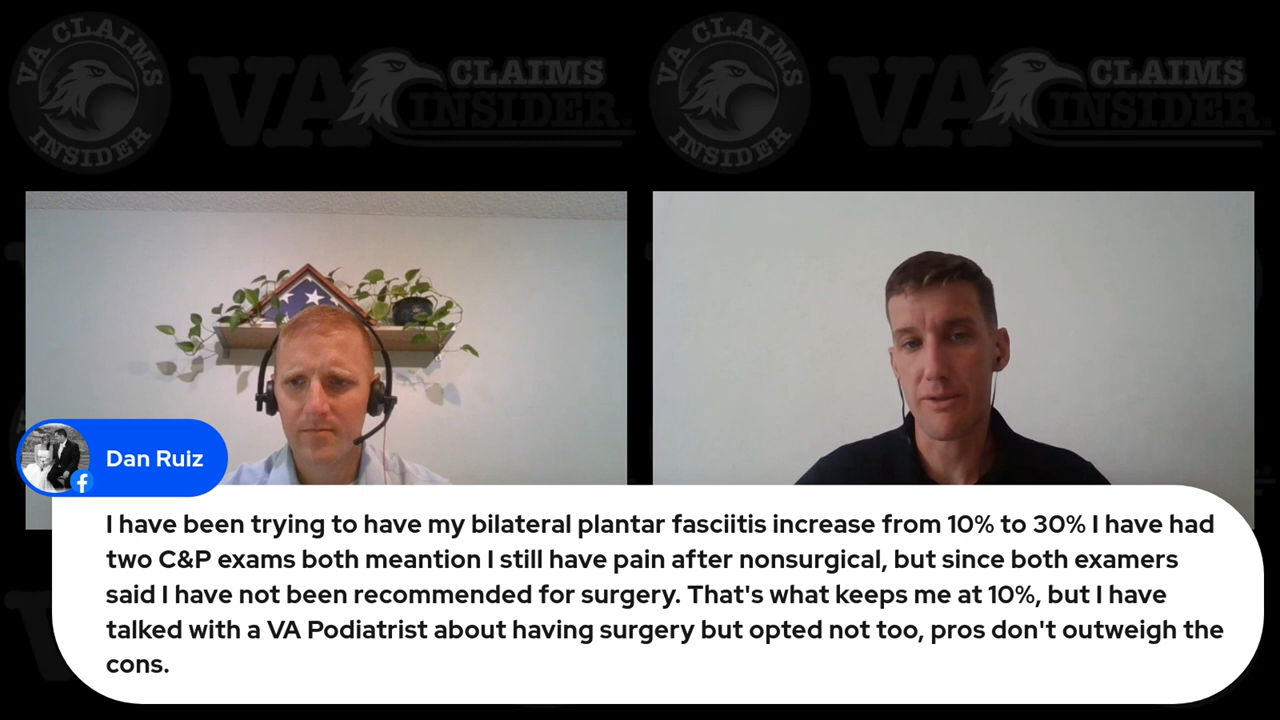 VA CLAIMS
INSIDER
VA CLAIMS
INSIDER.
VA CLAIMS
INSIDER
VA CLAIMS
INSIDER.
Dan Ruiz
I have been trying to have my bilateral plantar fasciitis increase from 10% to 30% I have had
two C&P exams both meantion I still have pain after nonsurgical, but since both examers
said I have not been recommended for surgery. That's what keeps me at 10%, but I have
talked with a VA Podiatrist about having surgery but opted not too, pros don't outweigh the
cons.